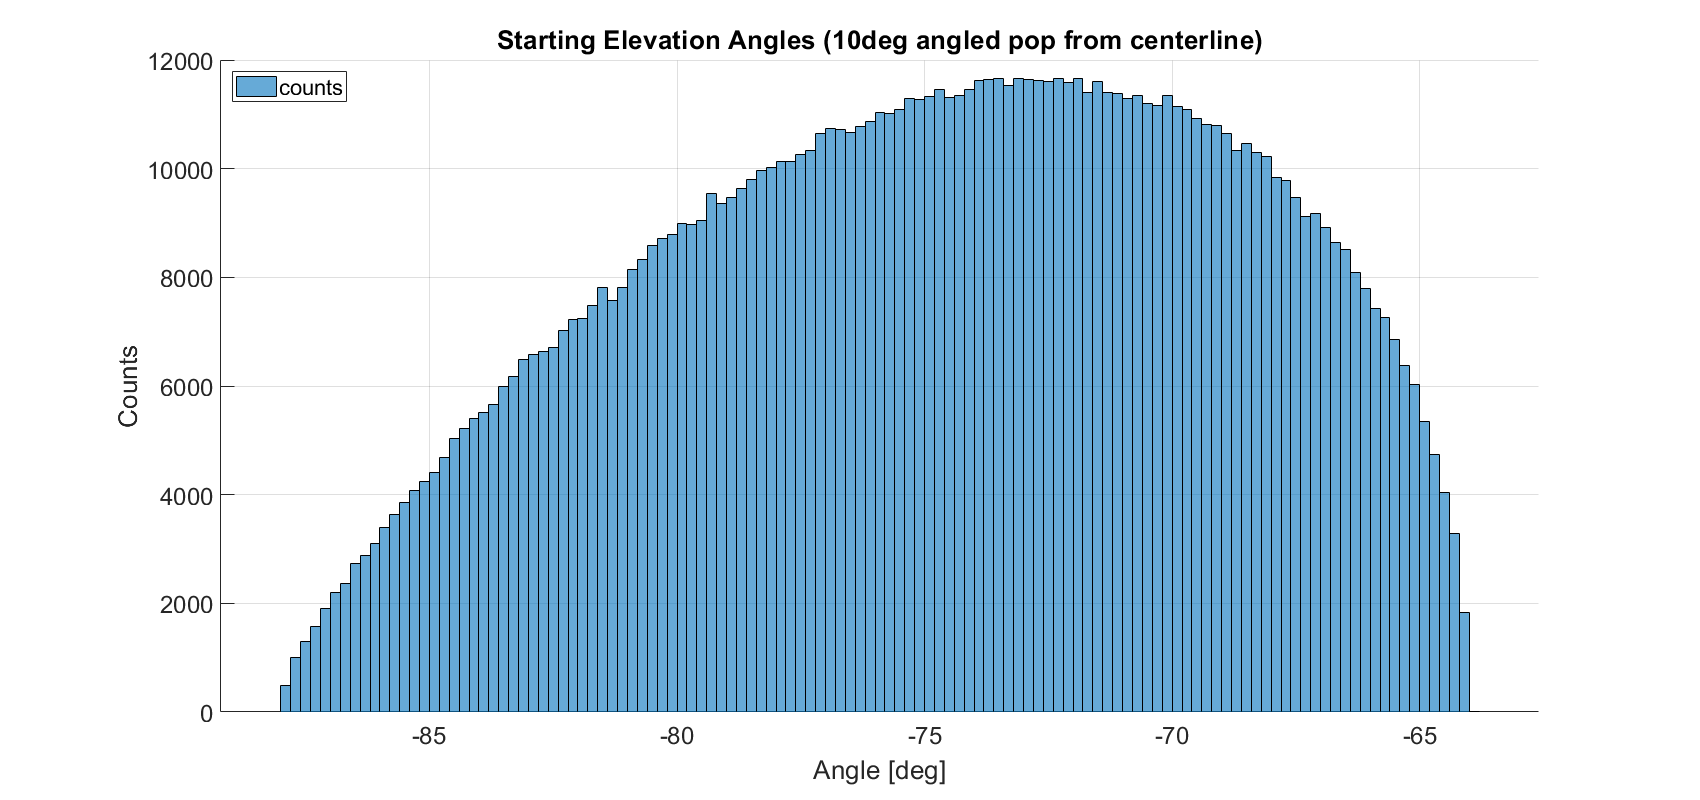 Starting Elevation Angles (10deg angled pop from centerline)
counts
12000
10000
8000
6000
4000
2000
0
Counts
-85 -80 -75 -70 -65
Angle [deg]